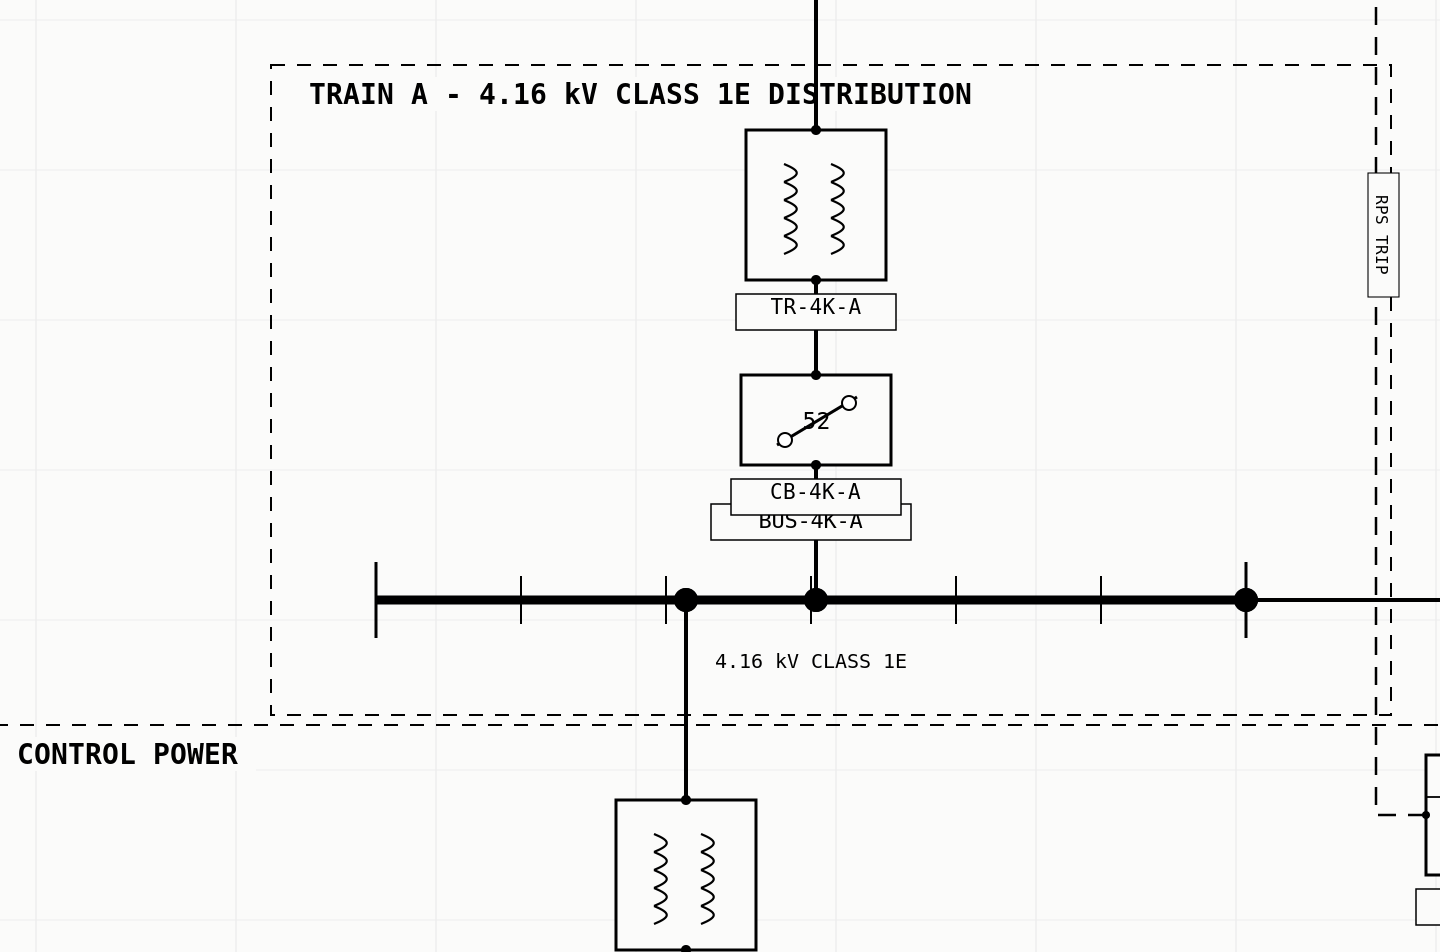 TRAIN A - 4.16 kV CLASS 1E DISTRIBUTION
RPS TRIP
TR-4K-A
52
CB-4K-A
BUS-4K-A
4.16 kV CLASS 1E
CONTROL POWER